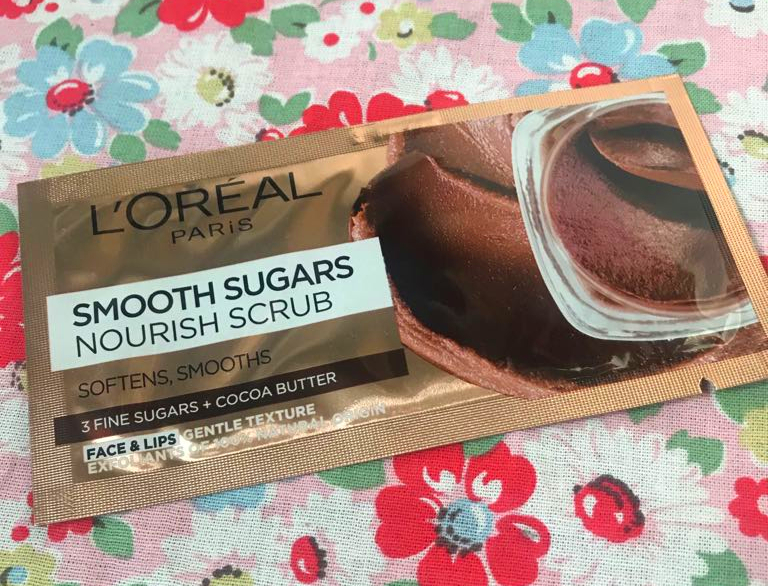 L'ORÉAL
PARiS
SMOOTH SUGARS
NOURISH SCRUB
SOFTENS, SMOOTHS
3 FINE SUGARS + COCOA BUTTER
FACE & LIPS GENTLE TEXTURE
EXFOLIANTS OF 100% NATURAL ORIGIN